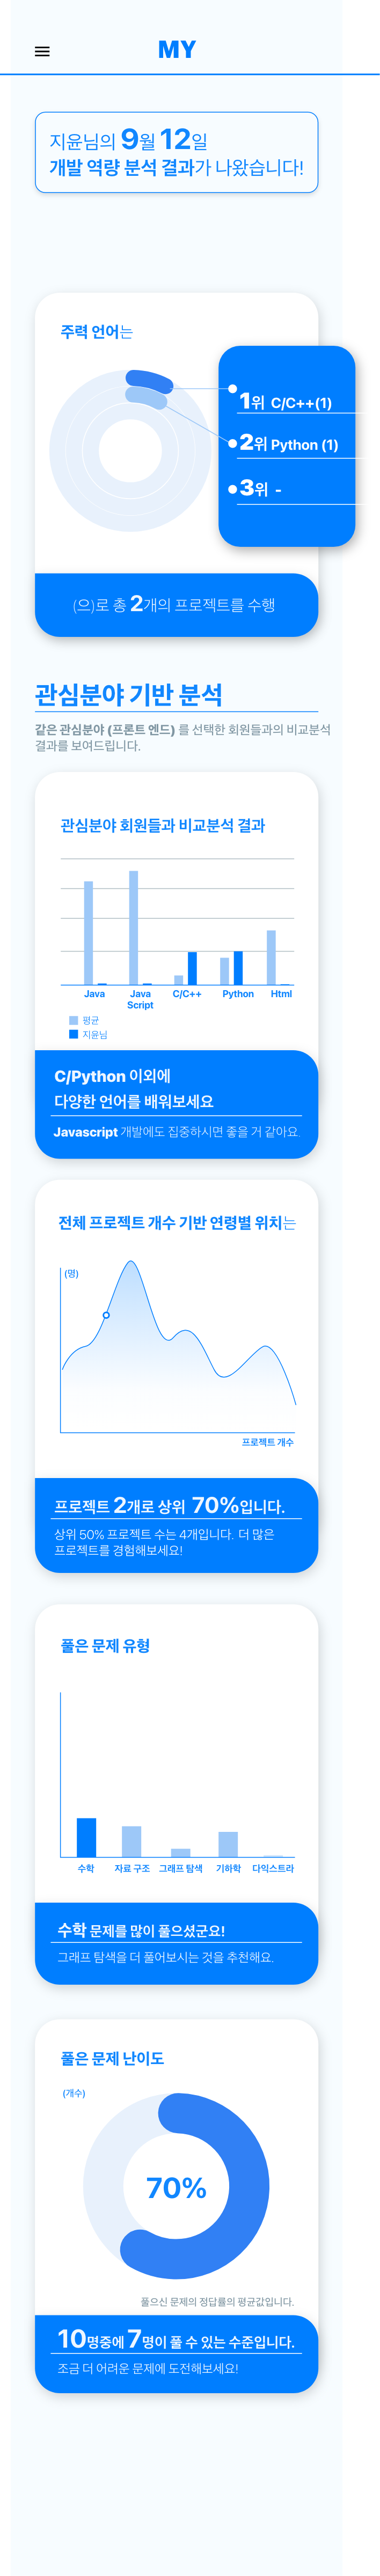 MY
지윤님의 9월 12일
개발 역량 분석 결과가 나왔습니다!
주력 언어는
1위 C/C++(1)
2위 Python (1)
3위 -
(으)로 총 2개의 프로젝트를 수행
관심분야 기반 분석
같은 관심분야 (프론트 엔드) 를 선택한 회원들과의 비교분석
결과를 보여드립니다.
관심분야 회원들과 비교분석 결과
Java Java Script C/C++ Python Html
평균
지윤님
C/Python 이외에
다양한 언어를 배워보세요
Javascript 개발에도 집중하시면 좋을 거 같아요.
전체 프로젝트 개수 기반 연령별 위치는
(명)
프로젝트 개수
프로젝트 2개로 상위 70%입니다.
상위 50% 프로젝트 수는 4개입니다. 더 많은
프로젝트를 경험해보세요!
풀은 문제 유형
수학 자료 구조 그래프 탐색 기하학 다익스트라
수학 문제를 많이 풀으셨군요!
그래프 탐색을 더 풀어보시는 것을 추천해요.
풀은 문제 난이도
(개수)
70%
풀으신 문제의 정답률의 평균값입니다.
10명중에 7명이 풀 수 있는 수준입니다.
조금 더 어려운 문제에 도전해보세요!